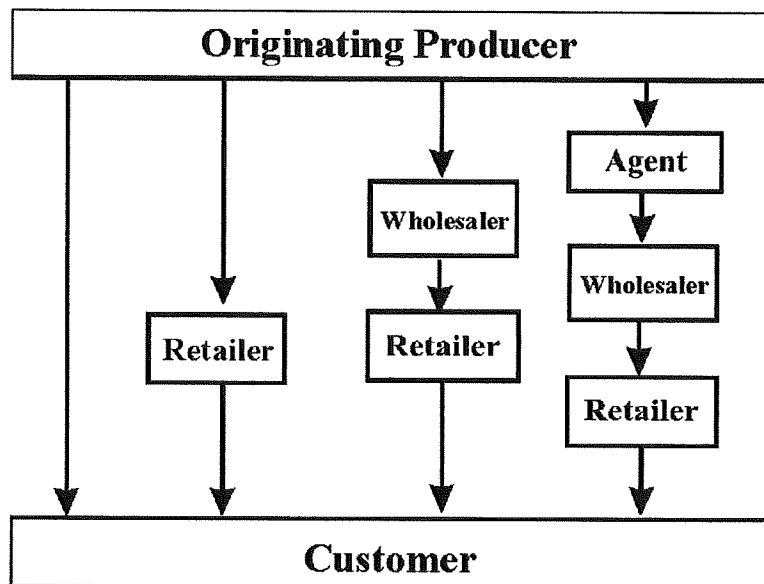 Originating Producer
Agent
Wholesaler
Wholesaler
Retailer
Retailer
Retailer
Customer